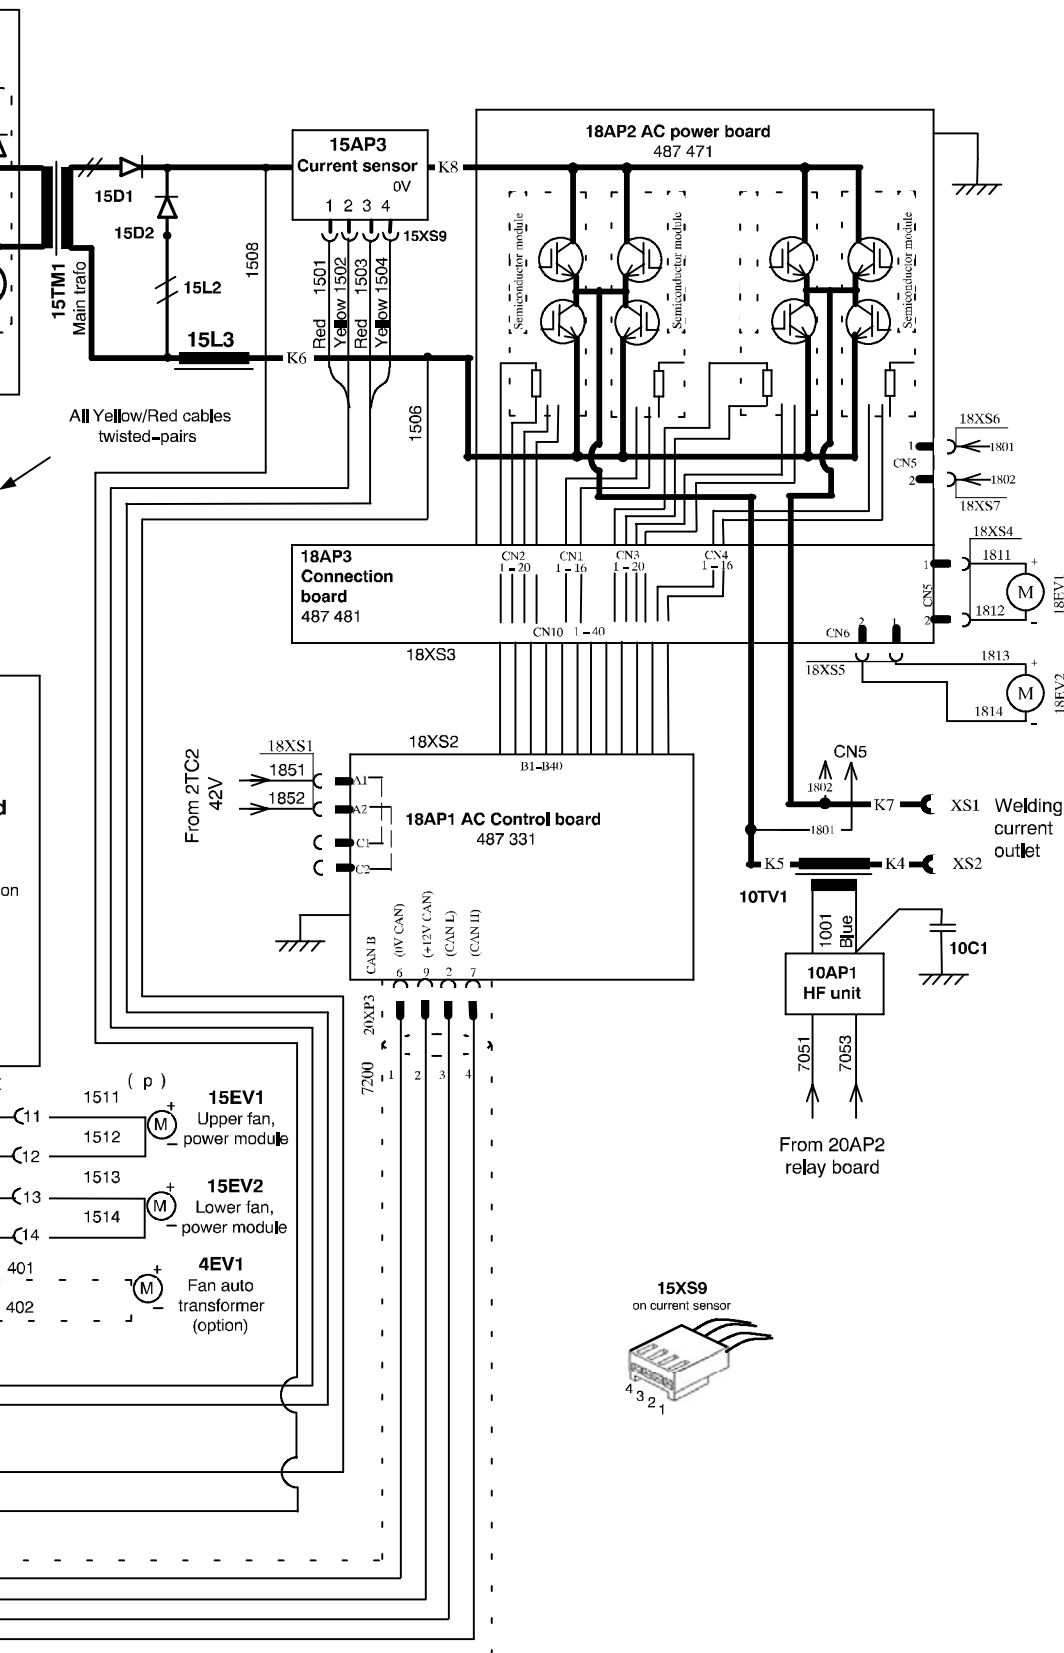 18AP2 AC power board
487 471
15AP3
Current sensor
0V
1 2 3 4
15XS9
K8
15D1
15D2
15L2
15TM1
Main trafo
15L3
1508
Red 1501
Yellow 1502
Red 1503
Yellow 1504
K6
1506
Semiconductor module
Semiconductor module
Semiconductor module
All Yellow/Red cables
twisted-pairs
18XS6
1
1801
CN5
2
1802
18XS7
18XS4
18AP3
Connection
board
487 481
CN2
1 - 20
CN1
1 - 16
CN3
1 - 20
CN4
1 - 16
CN10 1 - 40
1
CN5
2
1811
+
M
18EV1
1812
-
CN6
2 1
18XS3
18XS5
1813
+
M
18EV2
1814
-
18XS2
18XS1
1851
1852
From 2TC2
42V
A1
A2
C1
C2
B1-B40
18AP1 AC Control board
487 331
CN5
1802
K7
XS1
Welding
current
outlet
1801
K5
K4
XS2
10TV1
1001
Blue
10C1
10AP1
HF unit
7051
7053
From 20AP2
relay board
CAN B
(0V CAN)
(+12V CAN)
(CAN L)
(CAN H)
6 9 2 7
20XP3
7200
1 2 3 4
d
on
( p )
11
1511
+
M
-
15EV1
Upper fan,
power module
12
1512
13
1513
+
M
-
15EV2
Lower fan,
power module
14
1514
401
+
M
-
4EV1
Fan auto
transformer
(option)
402
15XS9
on current sensor
4 3 2 1